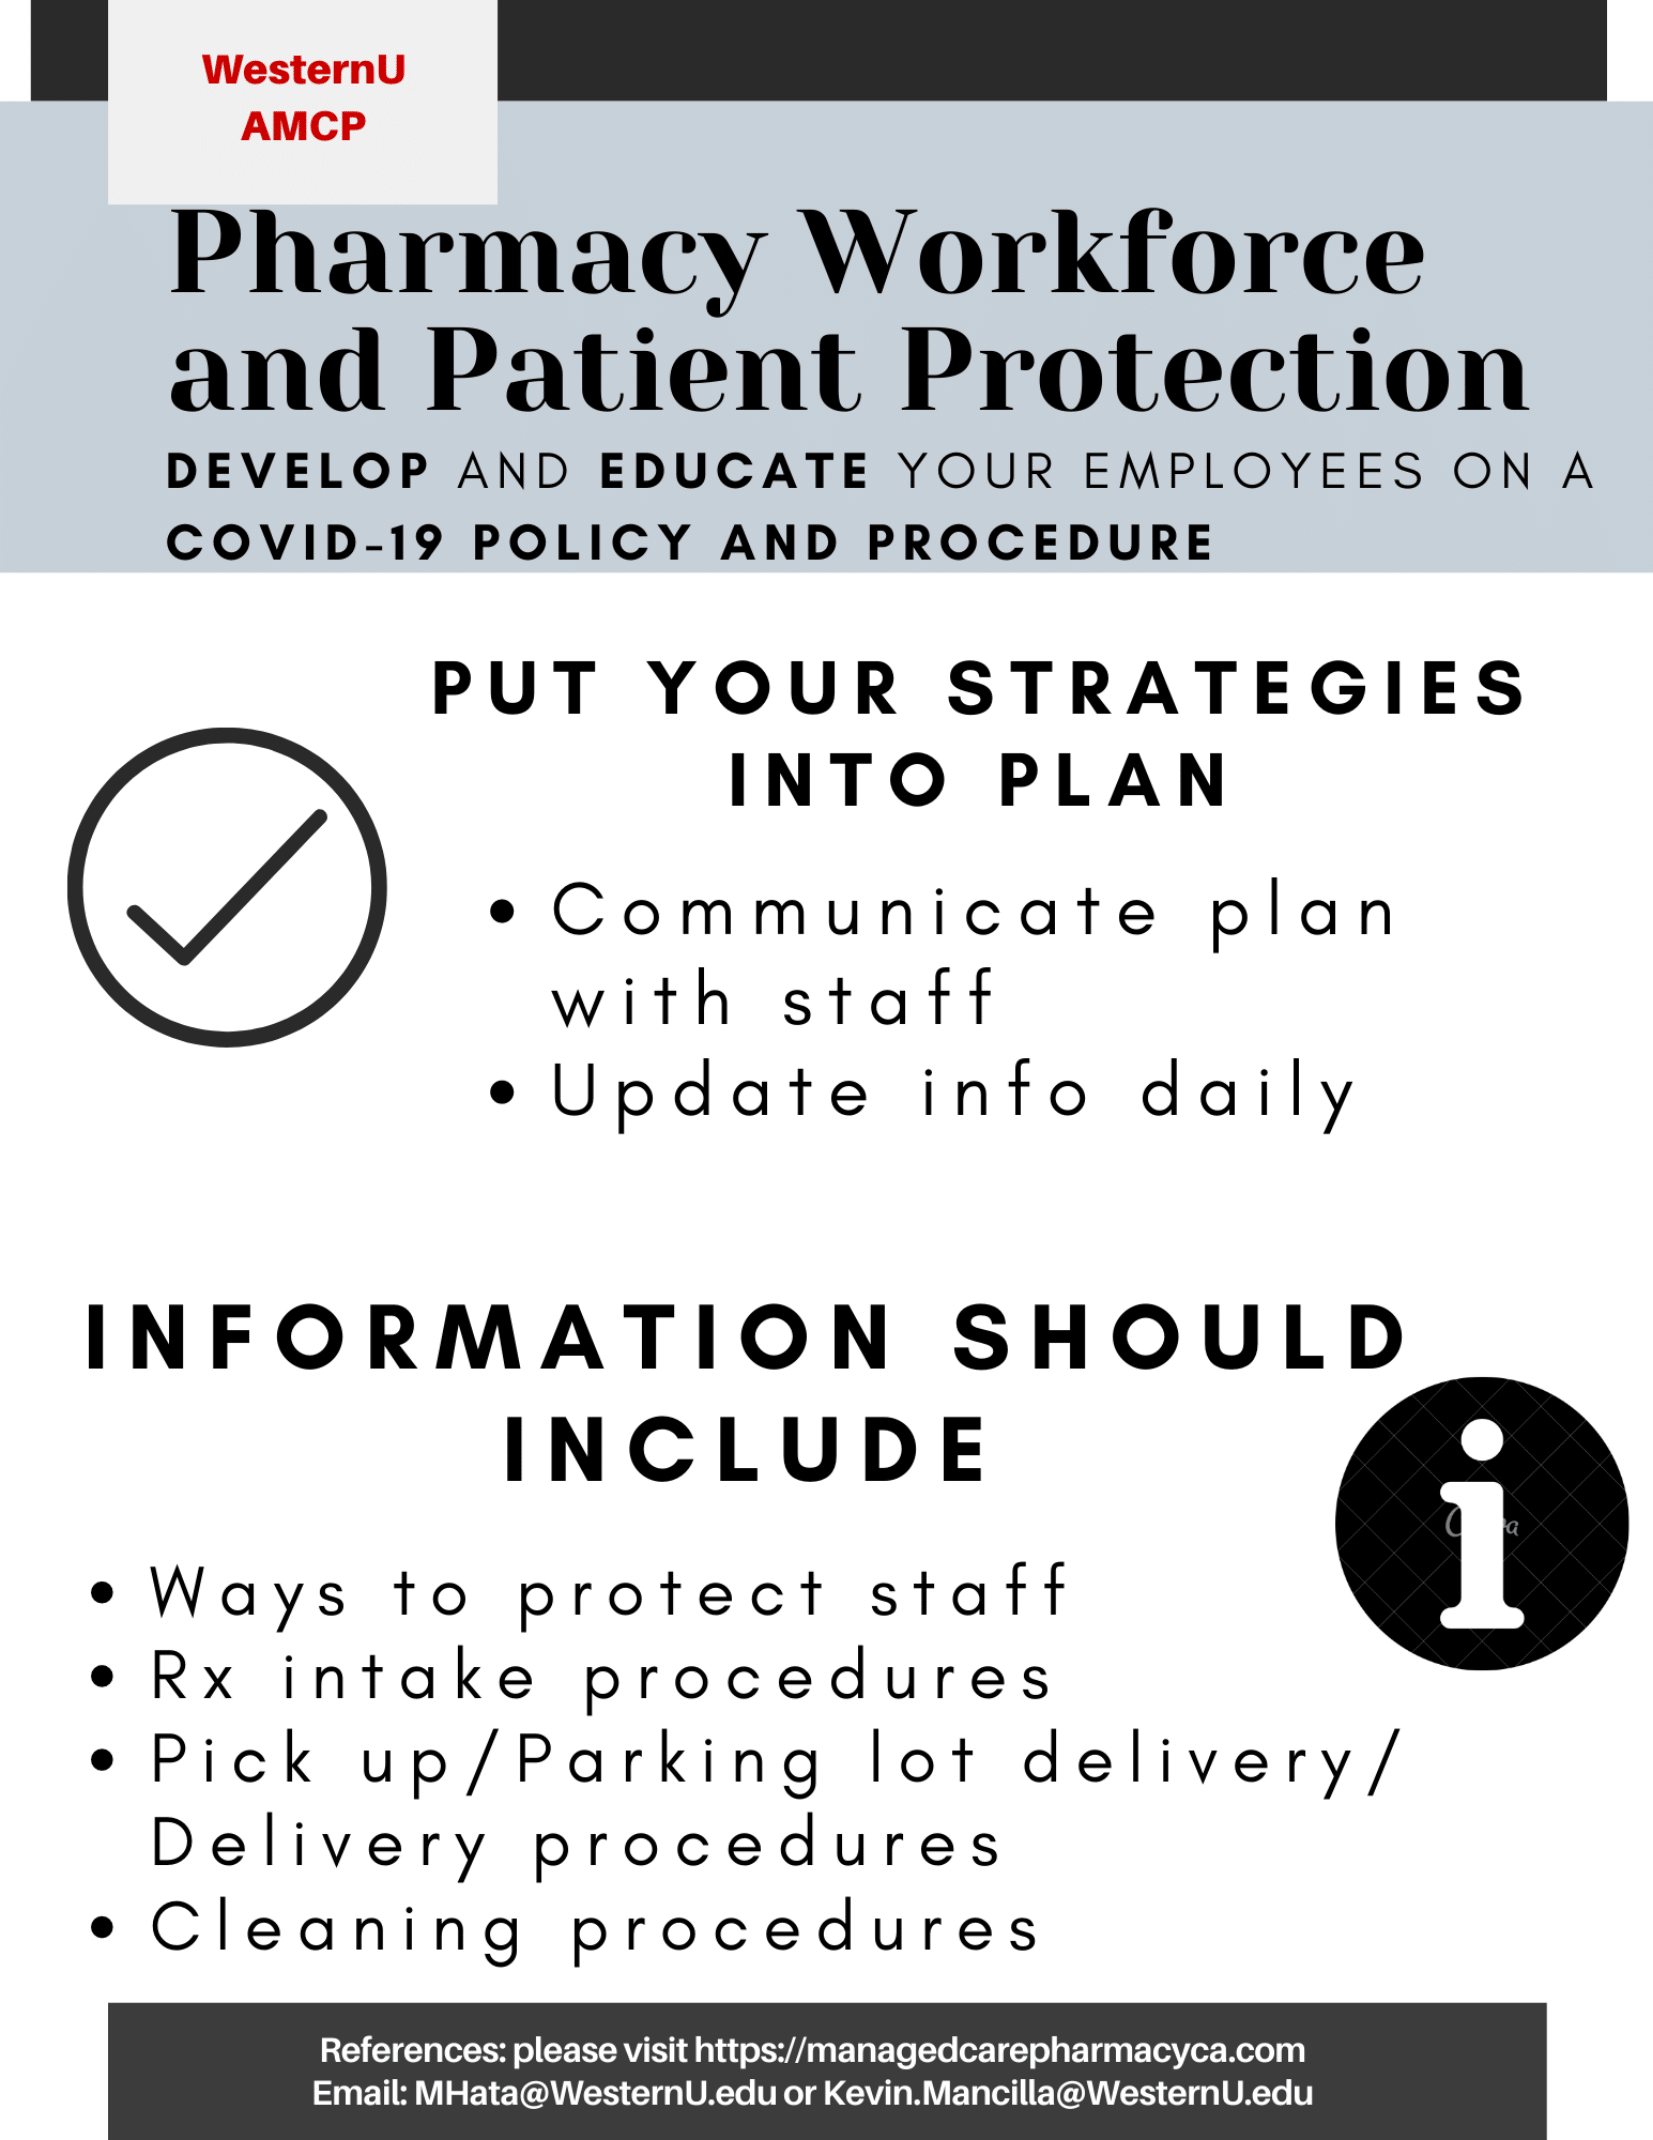 WesternU
AMCP
Pharmacy Workforce
and Patient Protection
DEVELOP AND EDUCATE YOUR EMPLOYEES ON A
COVID-19 POLICY AND PROCEDURE
PUT YOUR STRATEGIES
INTO PLAN
• Communicate plan
with staff
• Update info daily
INFORMATION SHOULD
INCLUDE
• Ways to protect staff
• Rx intake procedures
• Pick up/Parking lot delivery/
Delivery procedures
• Cleaning procedures
References: please visit https://managedcarepharmacyca.com
Email: MHata@WesternU.edu or Kevin.Mancilla@WesternU.edu